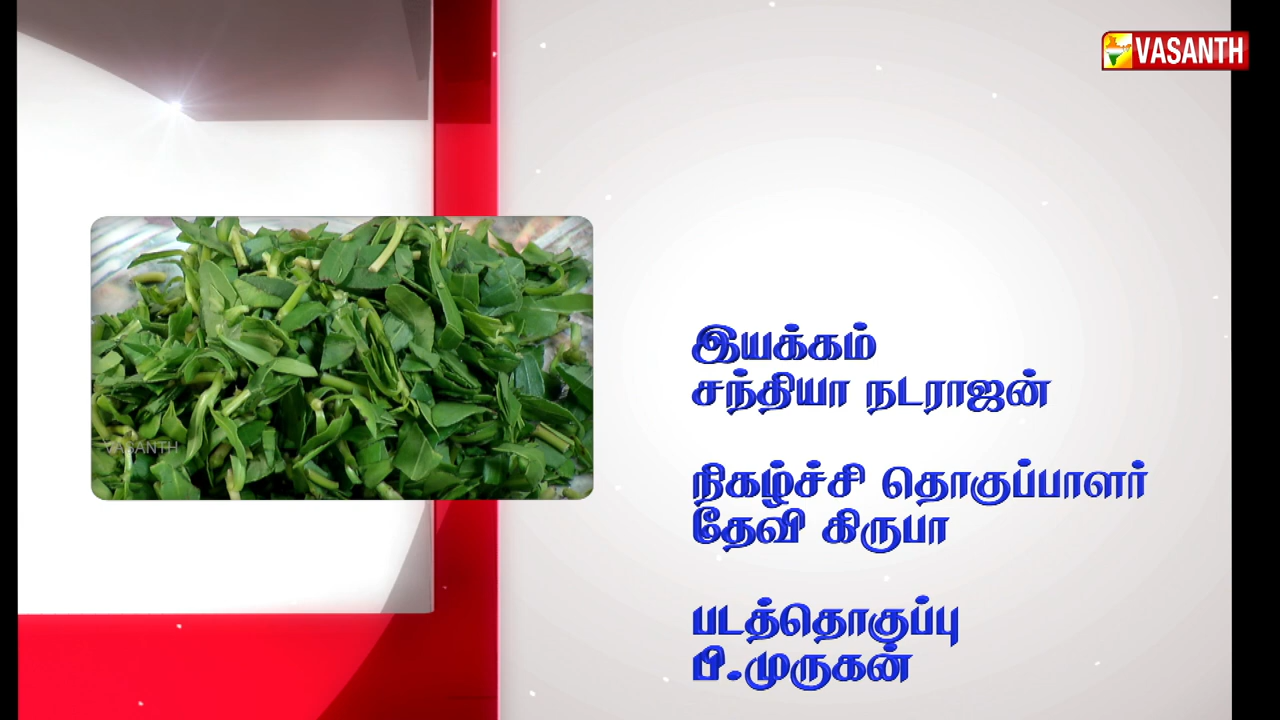 VASANTH
இயக்கம்
சந்தியா நடராஜன்
நிகழ்ச்சி தொகுப்பாளர்
தேவி கிருபா
படத்தொகுப்பு
பி.முருகன்
VASANTH